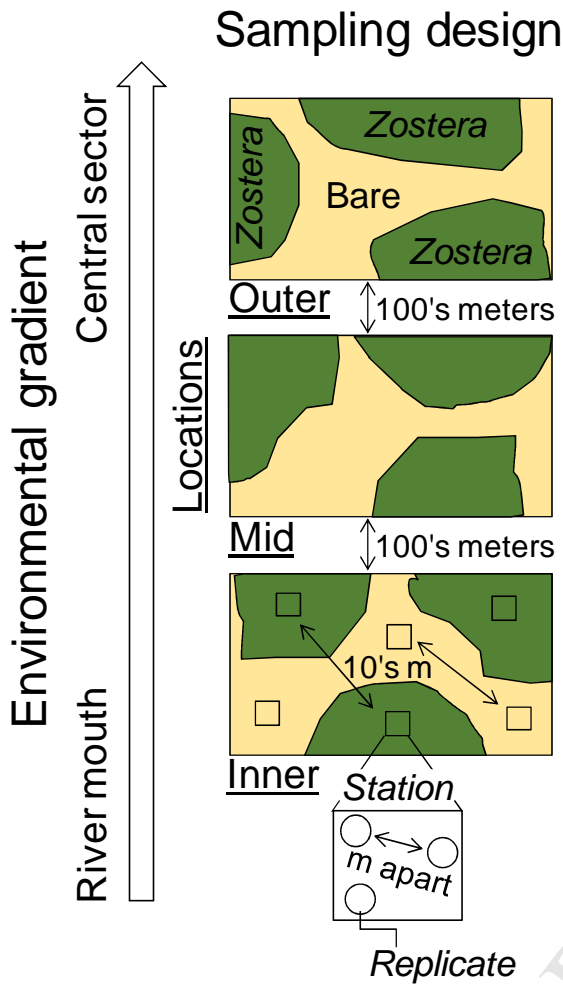 Sampling design
Environmental gradient
Central sector
River mouth
Locations
Zostera
Zostera
Bare
Zostera
Outer
100's meters
Mid
100's meters
10's m
Inner
Station
m apart
Replicate